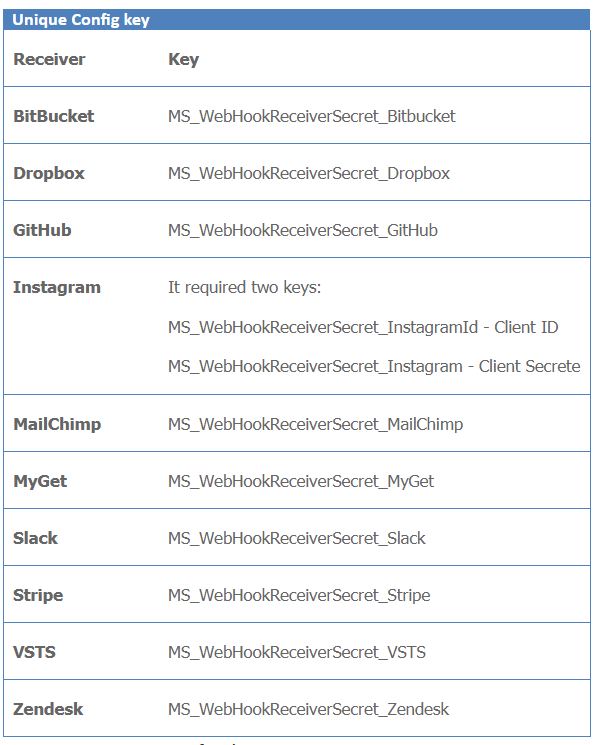 Unique Config key
Receiver Key
BitBucket MS_WebHookReceiverSecret_Bitbucket
Dropbox MS_WebHookReceiverSecret_Dropbox
GitHub MS_WebHookReceiverSecret_GitHub
Instagram It required two keys:
MS_WebHookReceiverSecret_InstagramId - Client ID
MS_WebHookReceiverSecret_Instagram - Client Secrete
MailChimp MS_WebHookReceiverSecret_MailChimp
MyGet MS_WebHookReceiverSecret_MyGet
Slack MS_WebHookReceiverSecret_Slack
Stripe MS_WebHookReceiverSecret_Stripe
VSTS MS_WebHookReceiverSecret_VSTS
Zendesk MS_WebHookReceiverSecret_Zendesk